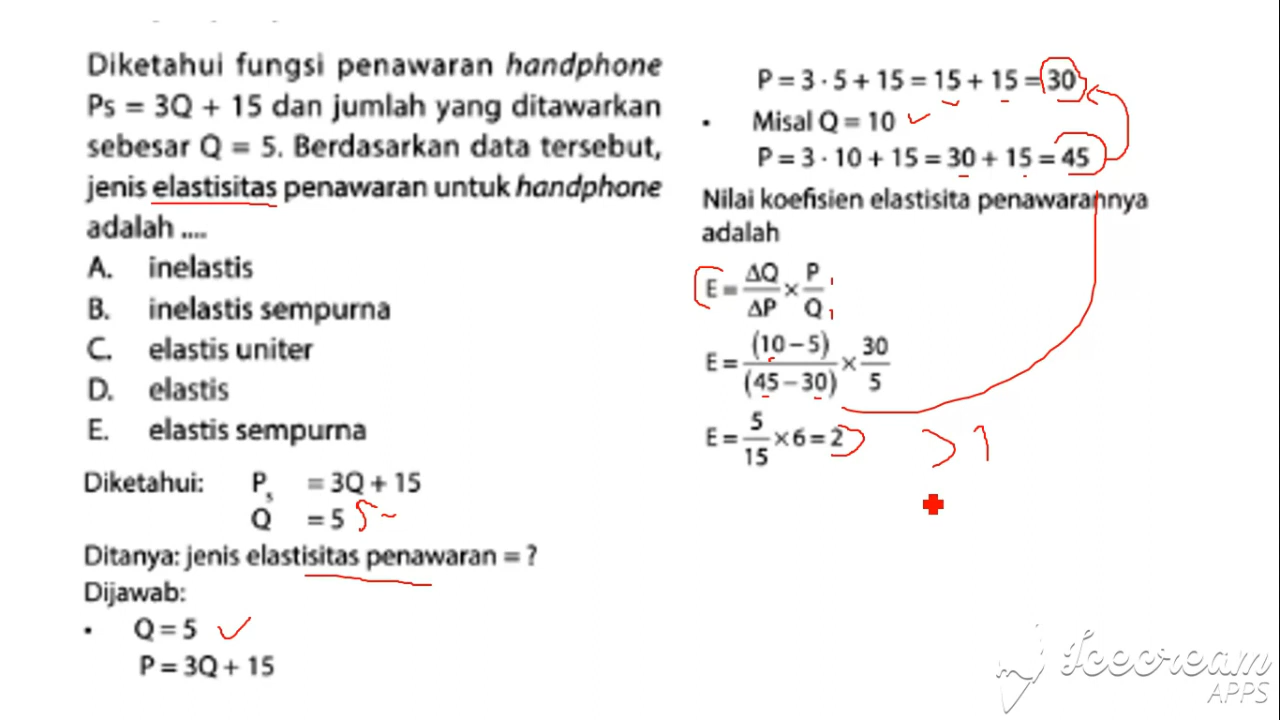 Diketahui fungsi penawaran handphone
Ps = 3Q + 15 dan jumlah yang ditawarkan
sebesar Q = 5. Berdasarkan data tersebut,
jenis elastisitas penawaran untuk handphone
adalah ....
A. inelastis
B. inelastis sempurna
C. elastis uniter
D. elastis
E. elastis sempurna
Diketahui: Ps = 3Q + 15
Q = 5 5
Ditanya: jenis elastisitas penawaran = ?
Dijawab:
• Q = 5
P = 3Q + 15
P = 3 · 5 + 15 = 15 + 15 = 30
• Misal Q = 10
P = 3 · 10 + 15 = 30 + 15 = 45
Nilai koefisien elastisita penawarannya
adalah
E = ΔQ/ΔP × P/Q
E = (10 – 5)/(45 – 30) × 30/5
E = 5/15 × 6 = 2 > 1
Icecream
APPS